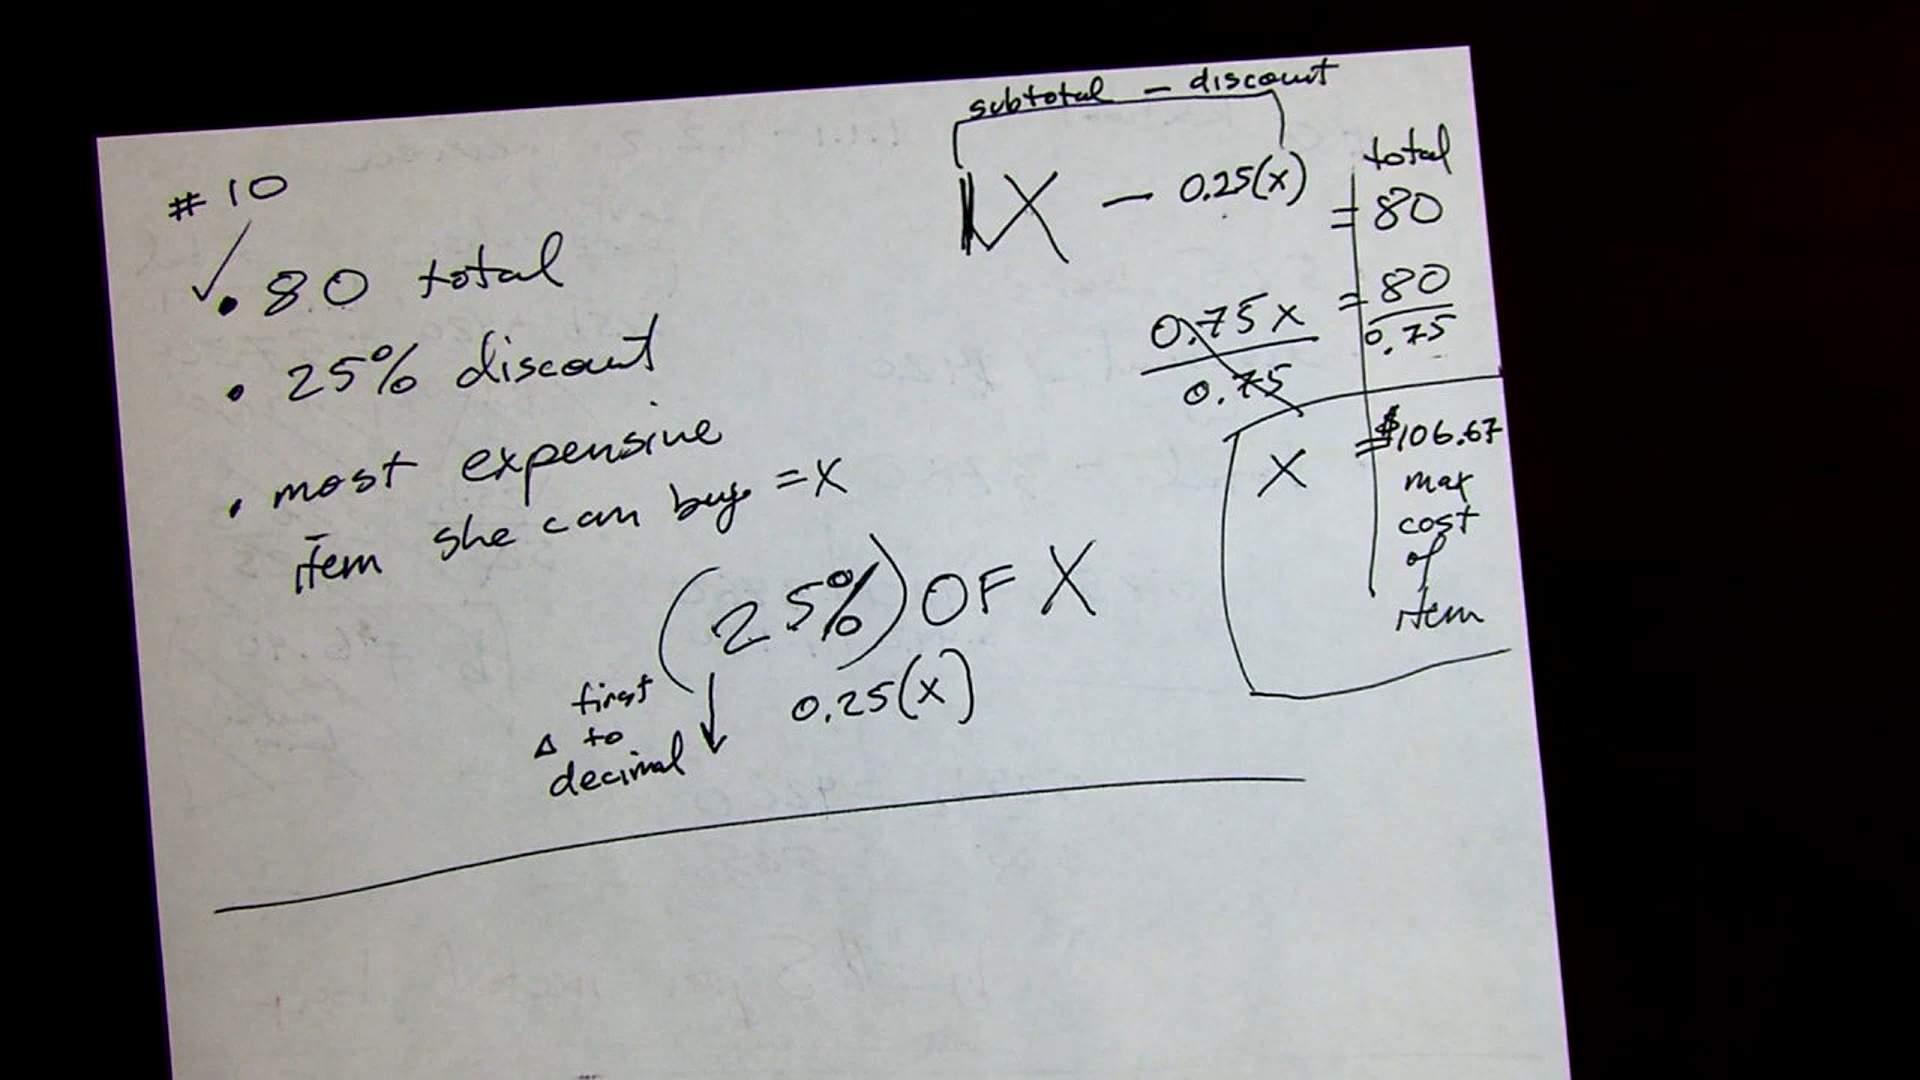 # 10
✓ • 80 total
• 25% discount
• most expensive
item she can buy = X
(25%) OF X
first
Δ to
decimal ↓
0.25(x)
subtotal – discount
total
1X – 0.25(x) = 80
0.75x = 80
0.75 0.75
X = $106.67
max
cost
of
item